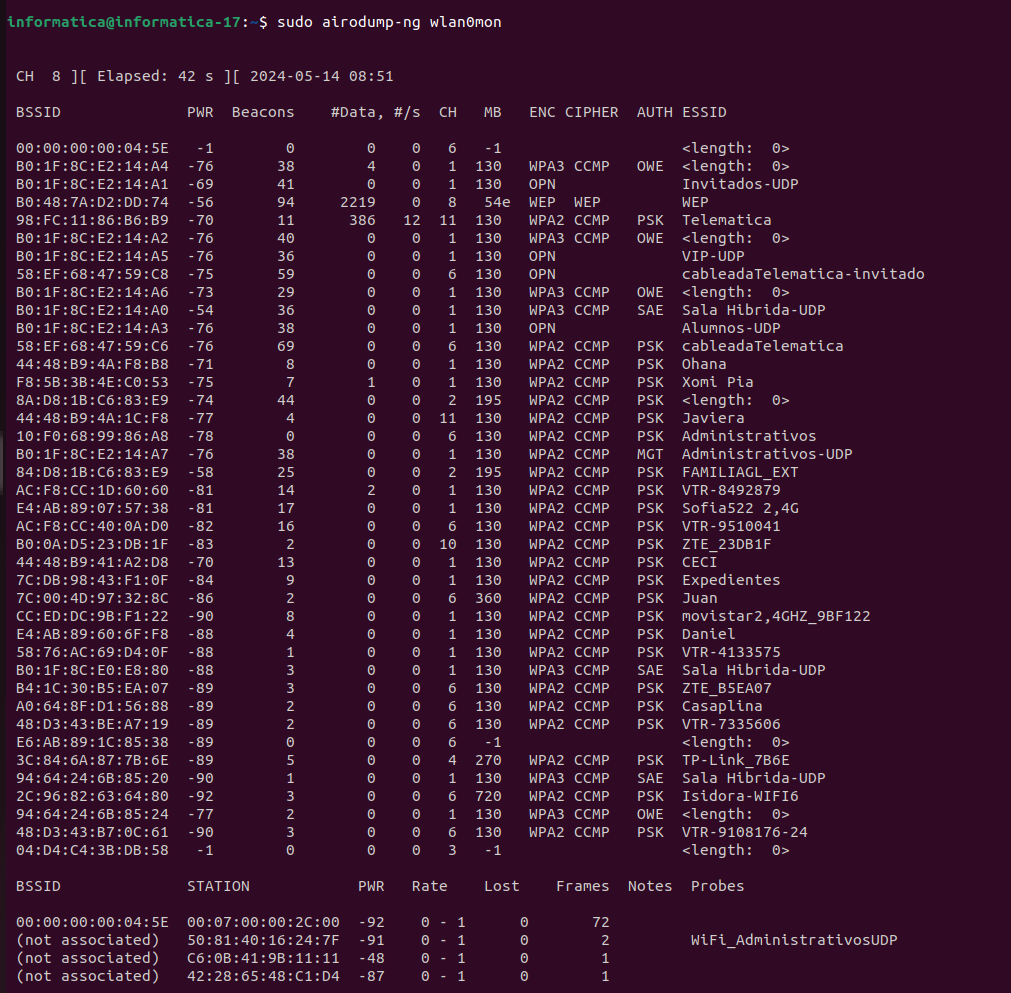 informatica@informatica-17:~$ sudo airodump-ng wlan0mon
CH  8 ][ Elapsed: 42 s ][ 2024-05-14 08:51
BSSID              PWR  Beacons    #Data, #/s  CH   MB   ENC CIPHER  AUTH ESSID
00:00:00:00:04:5E   -1        0        0    0   6   -1                    <length:  0>
B0:1F:8C:E2:14:A4  -76       38        4    0   1  130   WPA3 CCMP   OWE  <length:  0>
B0:1F:8C:E2:14:A1  -69       41        0    0   1  130   OPN              Invitados-UDP
B0:48:7A:D2:DD:74  -56       94     2219    0   8   54e  WEP  WEP         WEP
98:FC:11:86:B6:B9  -70       11      386   12  11  130   WPA2 CCMP   PSK  Telematica
B0:1F:8C:E2:14:A2  -76       40        0    0   1  130   WPA3 CCMP   OWE  <length:  0>
B0:1F:8C:E2:14:A5  -76       36        0    0   1  130   OPN              VIP-UDP
58:EF:68:47:59:C8  -75       59        0    0   6  130   OPN              cableadaTelematica-invitado
B0:1F:8C:E2:14:A6  -73       29        0    0   1  130   WPA3 CCMP   OWE  <length:  0>
B0:1F:8C:E2:14:A0  -54       36        0    0   1  130   WPA3 CCMP   SAE  Sala Hibrida-UDP
B0:1F:8C:E2:14:A3  -76       38        0    0   1  130   OPN              Alumnos-UDP
58:EF:68:47:59:C6  -76       69        0    0   6  130   WPA2 CCMP   PSK  cableadaTelematica
44:48:B9:4A:F8:B8  -71        8        0    0   1  130   WPA2 CCMP   PSK  Ohana
F8:5B:3B:4E:C0:53  -75        7        1    0   1  130   WPA2 CCMP   PSK  Xomi Pia
8A:D8:1B:C6:83:E9  -74       44        0    0   2  195   WPA2 CCMP   PSK  <length:  0>
44:48:B9:4A:1C:F8  -77        4        0    0  11  130   WPA2 CCMP   PSK  Javiera
10:F0:68:99:86:A8  -78        0        0    0   6  130   WPA2 CCMP   PSK  Administrativos
B0:1F:8C:E2:14:A7  -76       38        0    0   1  130   WPA2 CCMP   MGT  Administrativos-UDP
84:D8:1B:C6:83:E9  -58       25        0    0   2  195   WPA2 CCMP   PSK  FAMILIAGL_EXT
AC:F8:CC:1D:60:60  -81       14        2    0   1  130   WPA2 CCMP   PSK  VTR-8492879
E4:AB:89:07:57:38  -81       17        0    0   1  130   WPA2 CCMP   PSK  Sofia522 2,4G
AC:F8:CC:40:0A:D0  -82       16        0    0   6  130   WPA2 CCMP   PSK  VTR-9510041
B0:0A:D5:23:DB:1F  -83        2        0    0  10  130   WPA2 CCMP   PSK  ZTE_23DB1F
44:48:B9:41:A2:D8  -70       13        0    0   1  130   WPA2 CCMP   PSK  CECI
7C:DB:98:43:F1:0F  -84        9        0    0   1  130   WPA2 CCMP   PSK  Expedientes
7C:00:4D:97:32:8C  -86        2        0    0   6  360   WPA2 CCMP   PSK  Juan
CC:ED:DC:9B:F1:22  -90        8        0    0   1  130   WPA2 CCMP   PSK  movistar2,4GHZ_9BF122
E4:AB:89:60:6F:F8  -88        4        0    0   1  130   WPA2 CCMP   PSK  Daniel
58:76:AC:69:D4:0F  -88        1        0    0   1  130   WPA2 CCMP   PSK  VTR-4133575
B0:1F:8C:E0:E8:80  -88        3        0    0   1  130   WPA3 CCMP   SAE  Sala Hibrida-UDP
B4:1C:30:B5:EA:07  -89        3        0    0   6  130   WPA2 CCMP   PSK  ZTE_B5EA07
A0:64:8F:D1:56:88  -89        2        0    0   6  130   WPA2 CCMP   PSK  Casaplina
48:D3:43:BE:A7:19  -89        2        0    0   6  130   WPA2 CCMP   PSK  VTR-7335606
E6:AB:89:1C:85:38  -89        0        0    0   6   -1                    <length:  0>
3C:84:6A:87:7B:6E  -89        5        0    0   4  270   WPA2 CCMP   PSK  TP-Link_7B6E
94:64:24:6B:85:20  -90        1        0    0   1  130   WPA3 CCMP   SAE  Sala Hibrida-UDP
2C:96:82:63:64:80  -92        3        0    0   6  720   WPA2 CCMP   PSK  Isidora-WIFI6
94:64:24:6B:85:24  -77        2        0    0   1  130   WPA3 CCMP   OWE  <length:  0>
48:D3:43:B7:0C:61  -90        3        0    0   6  130   WPA2 CCMP   PSK  VTR-9108176-24
04:D4:C4:3B:DB:58   -1        0        0    0   3   -1                    <length:  0>
BSSID              STATION            PWR   Rate    Lost    Frames  Notes  Probes
00:00:00:00:04:5E  00:07:00:00:2C:00  -92    0 - 1      0       72
(not associated)   50:81:40:16:24:7F  -91    0 - 1      0        2         WiFi_AdministrativosUDP
(not associated)   C6:0B:41:9B:11:11  -48    0 - 1      0        1
(not associated)   42:28:65:48:C1:D4  -87    0 - 1      0        1